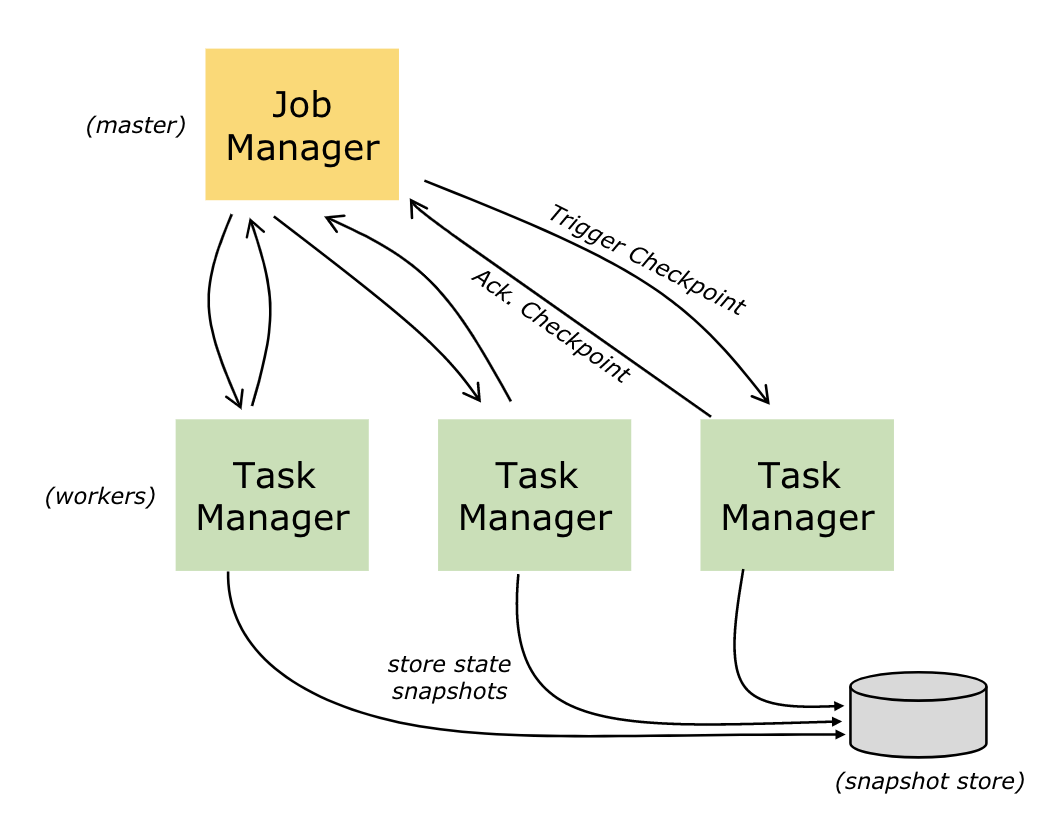 Job
Manager
(master)
Trigger Checkpoint
Ack. Checkpoint
Task
Manager
Task
Manager
Task
Manager
(workers)
store state
snapshots
(snapshot store)